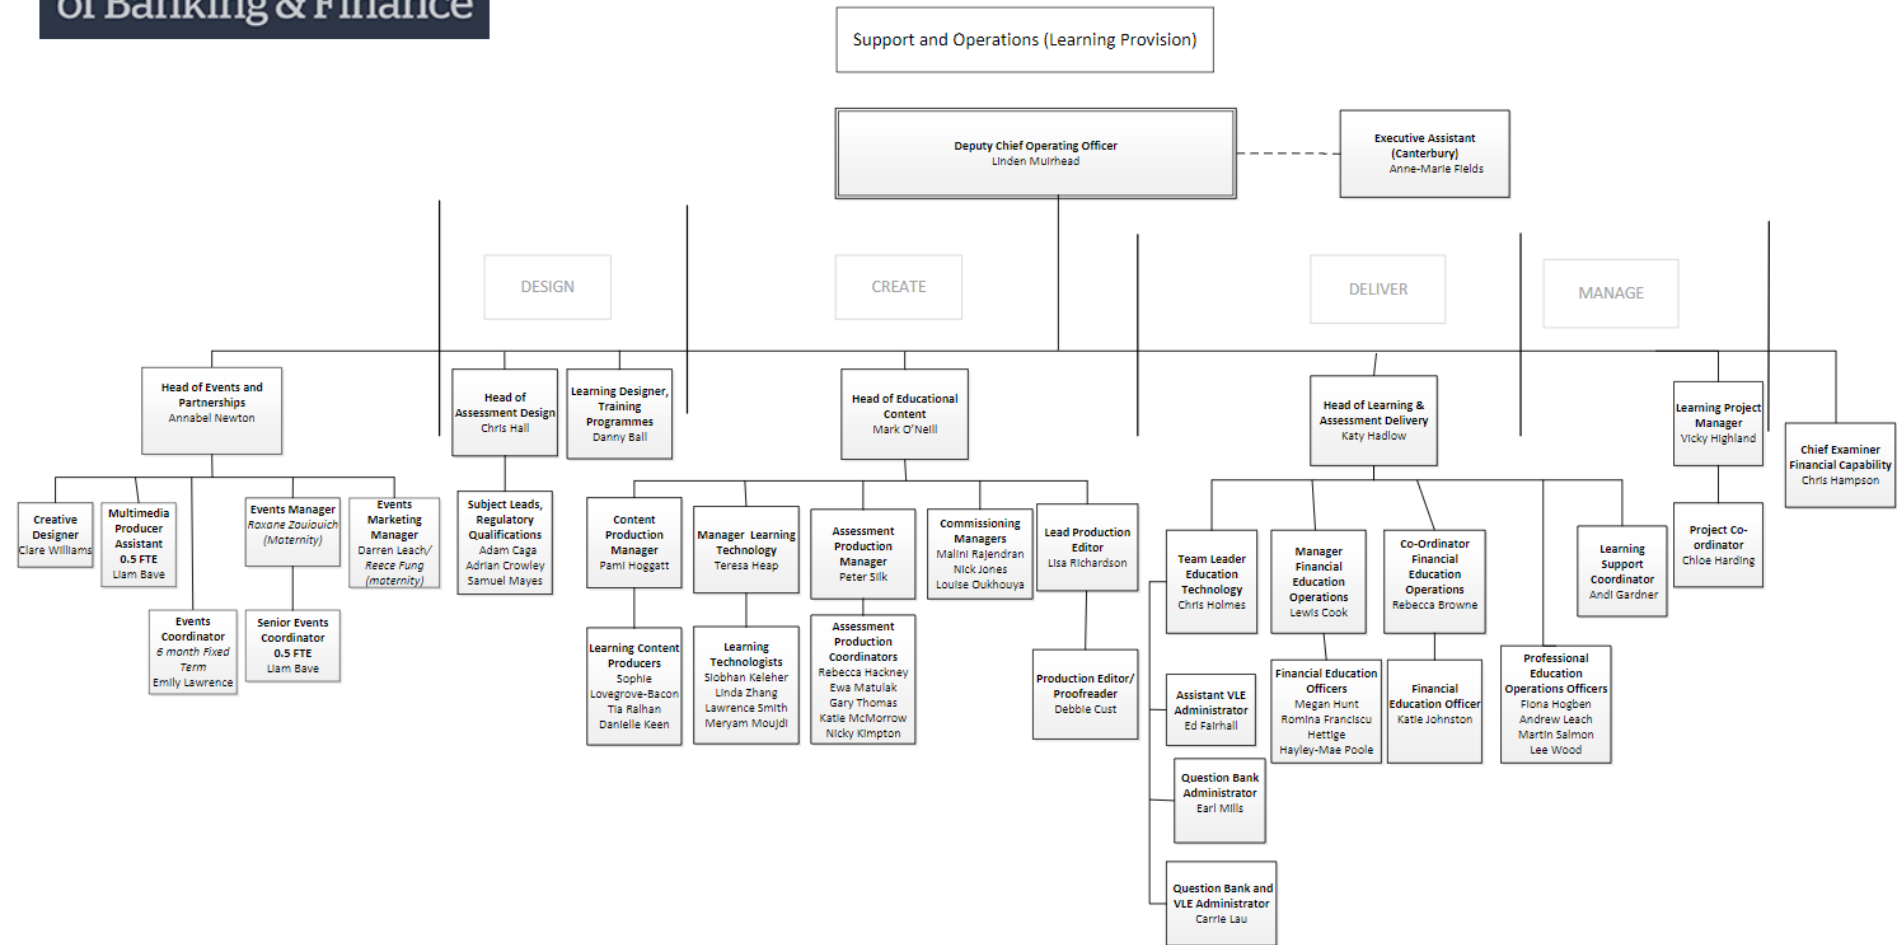 of Banking & Finance
Support and Operations (Learning Provision)
Deputy Chief Operating Officer
Linden Muirhead
Executive Assistant
(Canterbury)
Anne-Marie Fields
DESIGN
CREATE
DELIVER
MANAGE
Head of Events and
Partnerships
Annabel Newton
Head of
Assessment Design
Chris Hall
Learning Designer,
Training
Programmes
Danny Ball
Head of Educational
Content
Mark O'Neill
Head of Learning &
Assessment Delivery
Katy Hadlow
Learning Project
Manager
Vicky Highland
Chief Examiner
Financial Capability
Chris Hampson
Creative
Designer
Clare Williams
Multimedia
Producer
Assistant
0.5 FTE
Liam Bave
Events Manager
Roxane Zouiouich
(Maternity)
Events
Marketing
Manager
Darren Leach/
Reece Fung
(maternity)
Events
Coordinator
6 month Fixed
Term
Emily Lawrence
Senior Events
Coordinator
0.5 FTE
Liam Bave
Subject Leads,
Regulatory
Qualifications
Adam Caga
Adrian Crowley
Samuel Mayes
Content
Production
Manager
Pami Hoggatt
Manager Learning
Technology
Teresa Heap
Assessment
Production
Manager
Peter Silk
Commissioning
Managers
Malini Rajendran
Nick Jones
Louise Oukhouya
Lead Production
Editor
Lisa Richardson
Learning Content
Producers
Sophie
Lovegrove-Bacon
Tia Ralhan
Danielle Keen
Learning
Technologists
Siobhan Keleher
Linda Zhang
Lawrence Smith
Meryam Moujdi
Assessment
Production
Coordinators
Rebecca Hackney
Ewa Matulak
Gary Thomas
Katie McMorrow
Nicky Kimpton
Production Editor/
Proofreader
Debbie Cust
Team Leader
Education
Technology
Chris Holmes
Manager
Financial
Education
Operations
Lewis Cook
Co-Ordinator
Financial
Education
Operations
Rebecca Browne
Learning
Support
Coordinator
Andi Gardner
Project Co-
ordinator
Chloe Harding
Assistant VLE
Administrator
Ed Fairhall
Financial Education
Officers
Megan Hunt
Romina Franciscu
Hettige
Hayley-Mae Poole
Financial
Education Officer
Katie Johnston
Professional
Education
Operations Officers
Fiona Hogben
Andrew Leach
Martin Salmon
Lee Wood
Question Bank
Administrator
Earl Mills
Question Bank and
VLE Administrator
Carrie Lau